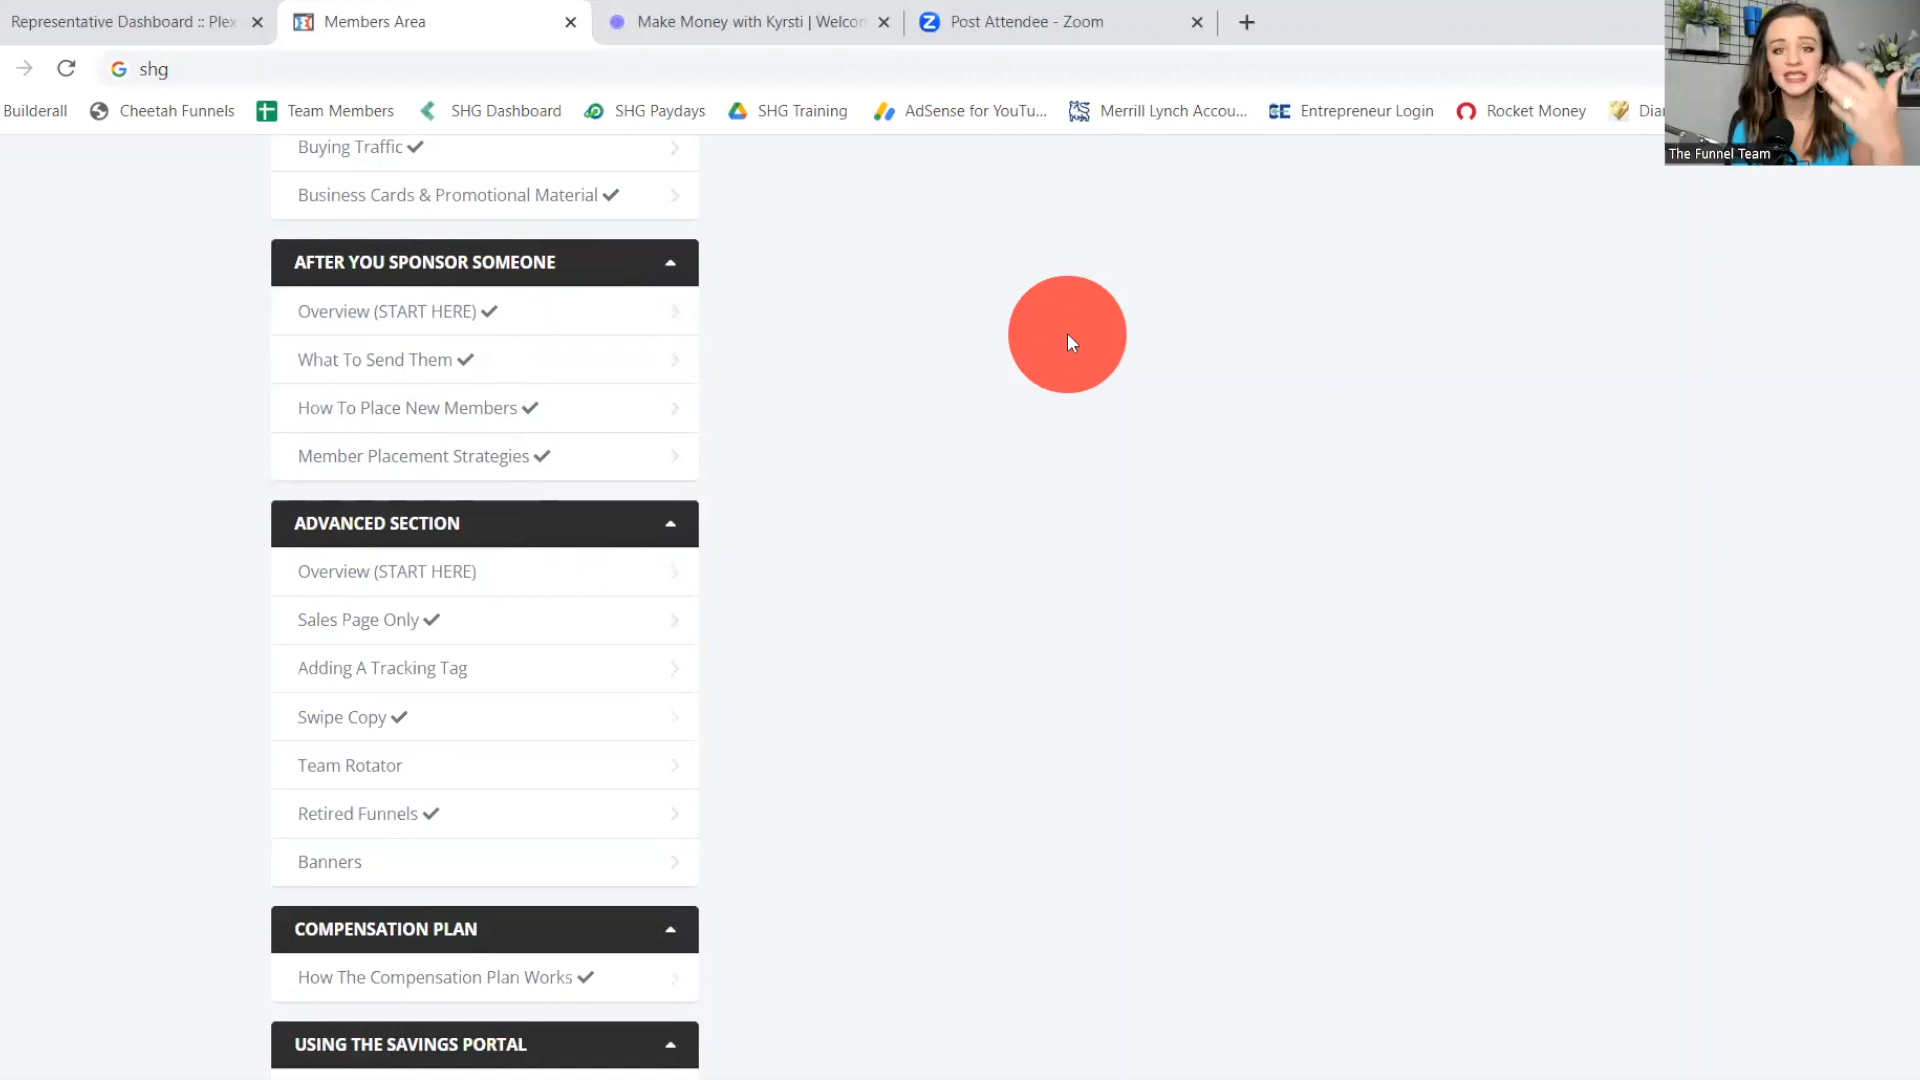 Representative Dashboard :: Plex
Members Area
Make Money with Kyrsti | Welcom
Post Attendee - Zoom
shg
Builderall
Cheetah Funnels
Team Members
SHG Dashboard
SHG Paydays
SHG Training
AdSense for YouTu...
Merrill Lynch Accou...
Entrepreneur Login
Rocket Money
Dia
The Funnel Team
Buying Traffic
Business Cards & Promotional Material
AFTER YOU SPONSOR SOMEONE
Overview (START HERE)
What To Send Them
How To Place New Members
Member Placement Strategies
ADVANCED SECTION
Overview (START HERE)
Sales Page Only
Adding A Tracking Tag
Swipe Copy
Team Rotator
Retired Funnels
Banners
COMPENSATION PLAN
How The Compensation Plan Works
USING THE SAVINGS PORTAL